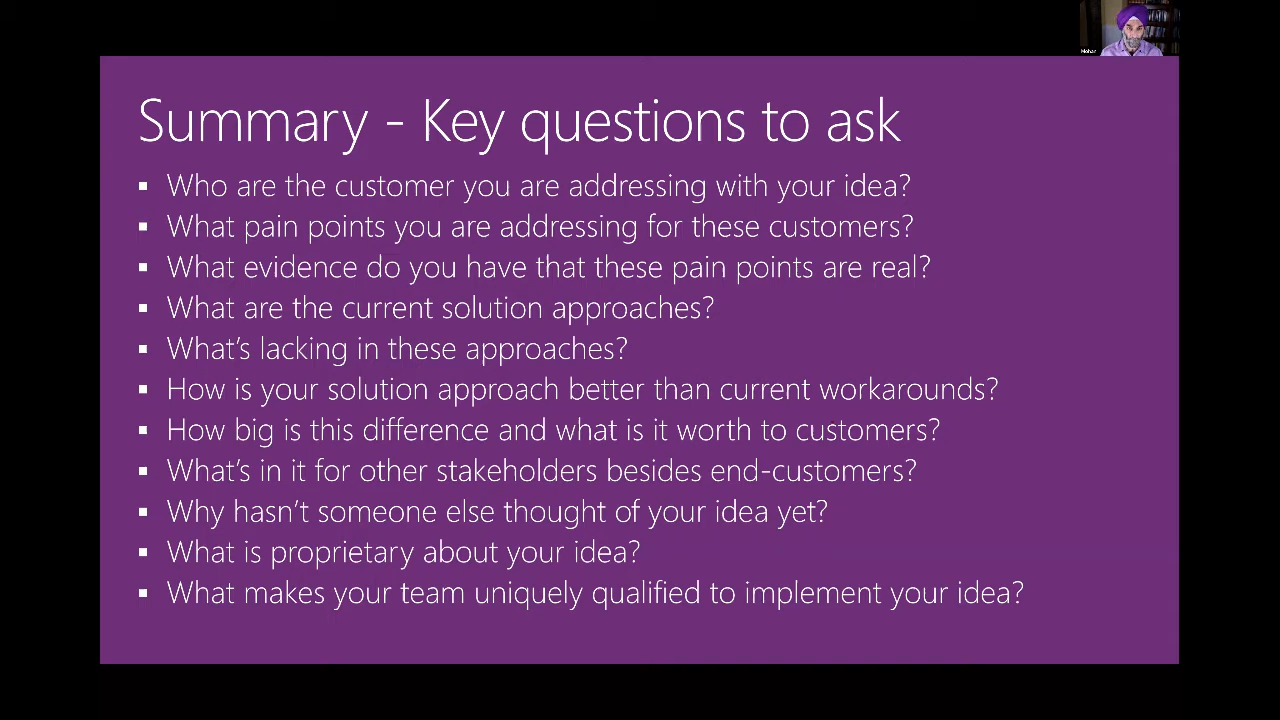 Mohan
Summary - Key questions to ask
▪ Who are the customer you are addressing with your idea?
▪ What pain points you are addressing for these customers?
▪ What evidence do you have that these pain points are real?
▪ What are the current solution approaches?
▪ What's lacking in these approaches?
▪ How is your solution approach better than current workarounds?
▪ How big is this difference and what is it worth to customers?
▪ What's in it for other stakeholders besides end-customers?
▪ Why hasn't someone else thought of your idea yet?
▪ What is proprietary about your idea?
▪ What makes your team uniquely qualified to implement your idea?